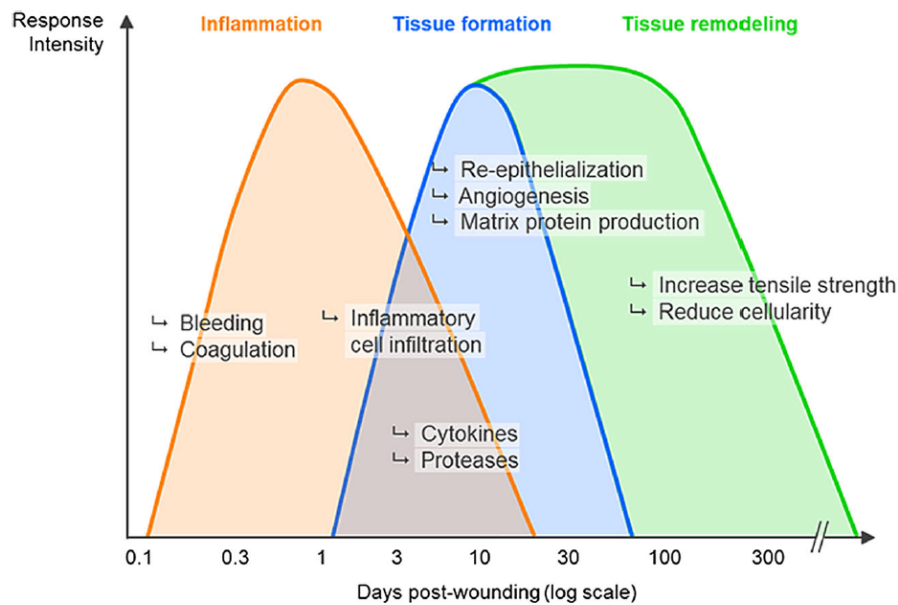 Response
Intensity
Inflammation
Tissue formation
Tissue remodeling
↳ Re-epithelialization
↳ Angiogenesis
↳ Matrix protein production
↳ Increase tensile strength
↳ Reduce cellularity
↳ Bleeding
↳ Coagulation
↳ Inflammatory
cell infiltration
↳ Cytokines
↳ Proteases
0.1 0.3 1 3 10 30 100 300
Days post-wounding (log scale)